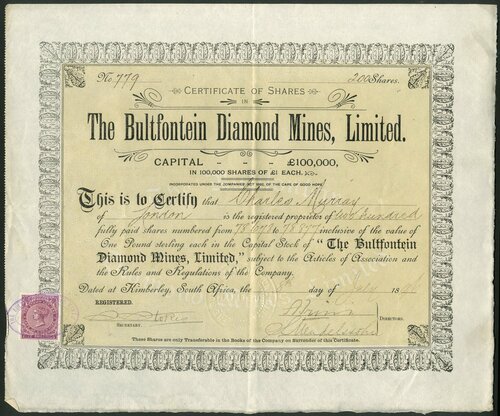 No 779 200 Shares.
CERTIFICATE OF SHARES
IN
The Bultfontein Diamond Mines, Limited.
CAPITAL - - - £100,000,
IN 100,000 SHARES OF £1 EACH.
INCORPORATED UNDER THE COMPANIES ACT 1892, OF THE CAPE OF GOOD HOPE.
This is to Certify that Charles Murray
of London is the registered proprietor of Two Hundred
fully paid shares numbered from 78678 to 78877 inclusive of the value of
One Pound sterling each in the Capital Stock of "The Bultfontein
Diamond Mines, Limited," subject to the Articles of Association and
the Rules and Regulations of the Company.
Dated at Kimberley, South Africa, the day of July 18
REGISTERED.
SECRETARY.
DIRECTORS.
These Shares are only Transferable in the Books of the Company on Surrender of this Certificate.